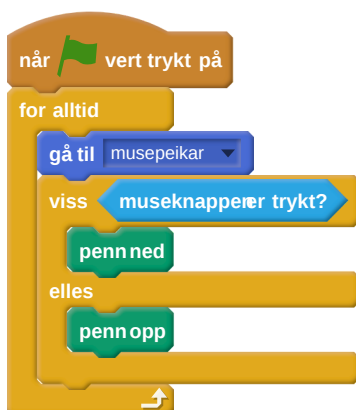 når vert trykt på
for alltid
gå til musepeikar
viss museknappen er trykt?
penn ned
elles
penn opp